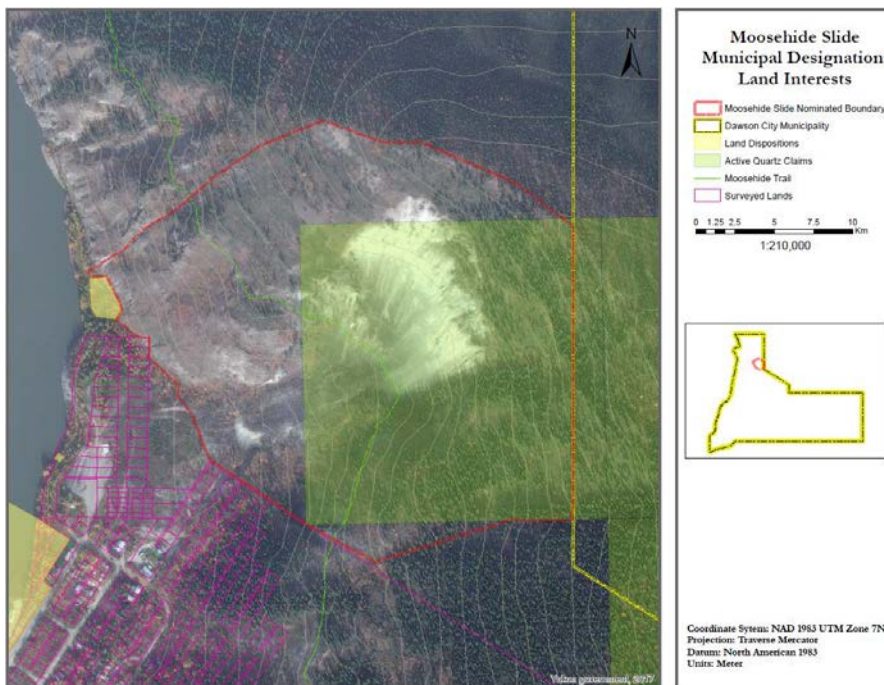 Moosehide Slide
Municipal Designation
Land Interests
N
Moosehide Slide Nominated Boundary
Dawson City Municipality
Land Dispositions
Active Quartz Claims
Moosehide Trail
Surveyed Lands
0 1.25 2.5 5 7.5 10
Km
1:210,000
Coordinate Sytem: NAD 1983 UTM Zone 7N
Projection: Traverse Mercator
Datum: North American 1983
Units: Meter
Yukon government, 2017